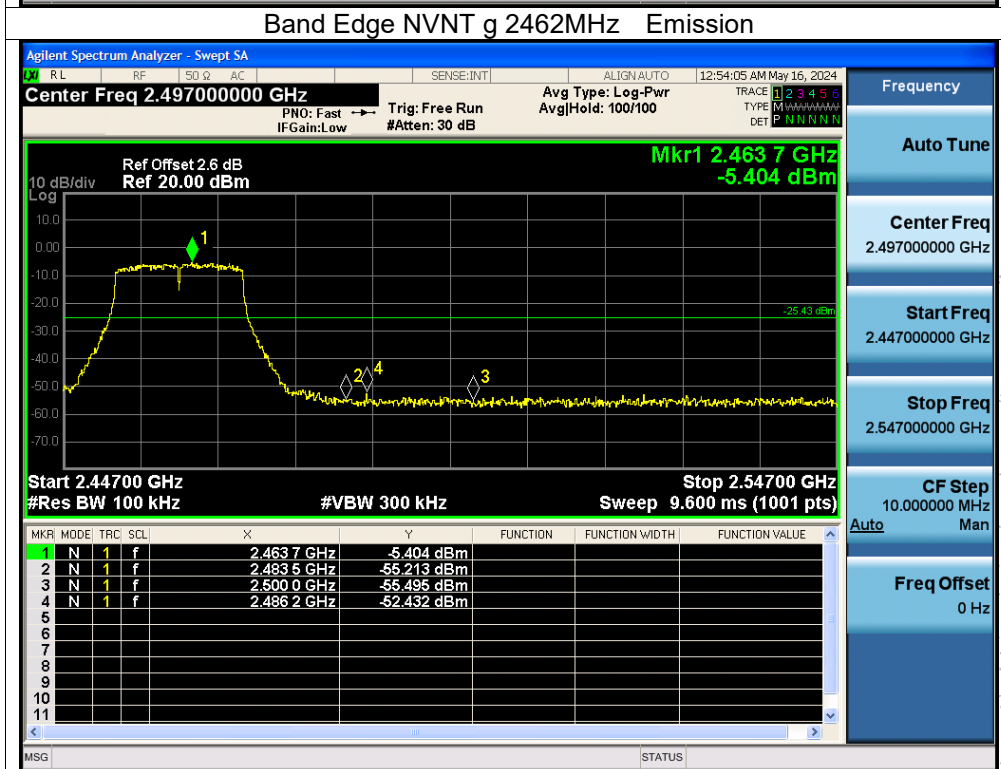 Band Edge NVNT g 2462MHz Emission
Agilent Spectrum Analyzer - Swept SA
LXI RL RF 50 Ω AC SENSE:INT ALIGN AUTO 12:54:05 AM May 16, 2024
Center Freq 2.497000000 GHz
PNO: Fast
IFGain:Low
Trig: Free Run
#Atten: 30 dB
Avg Type: Log-Pwr
Avg|Hold: 100/100
TRACE 1 2 3 4 5 6
TYPE M WWWWW
DET P N N N N N
Mkr1 2.463 7 GHz
-5.404 dBm
Ref Offset 2.6 dB
10 dB/div Ref 20.00 dBm
Log
10.0
0.00
-10.0
-20.0
-30.0
-40.0
-50.0
-60.0
-70.0
1
-25.43 dBm
2
4
3
Start 2.44700 GHz Stop 2.54700 GHz
#Res BW 100 kHz #VBW 300 kHz Sweep 9.600 ms (1001 pts)
MKR MODE TRC SCL X Y FUNCTION FUNCTION WIDTH FUNCTION VALUE
1 N 1 f 2.463 7 GHz -5.404 dBm
2 N 1 f 2.483 5 GHz -55.213 dBm
3 N 1 f 2.500 0 GHz -55.495 dBm
4 N 1 f 2.486 2 GHz -52.432 dBm
5
6
7
8
9
10
11
MSG STATUS
Frequency
Auto Tune
Center Freq
2.497000000 GHz
Start Freq
2.447000000 GHz
Stop Freq
2.547000000 GHz
CF Step
10.000000 MHz
Auto Man
Freq Offset
0 Hz